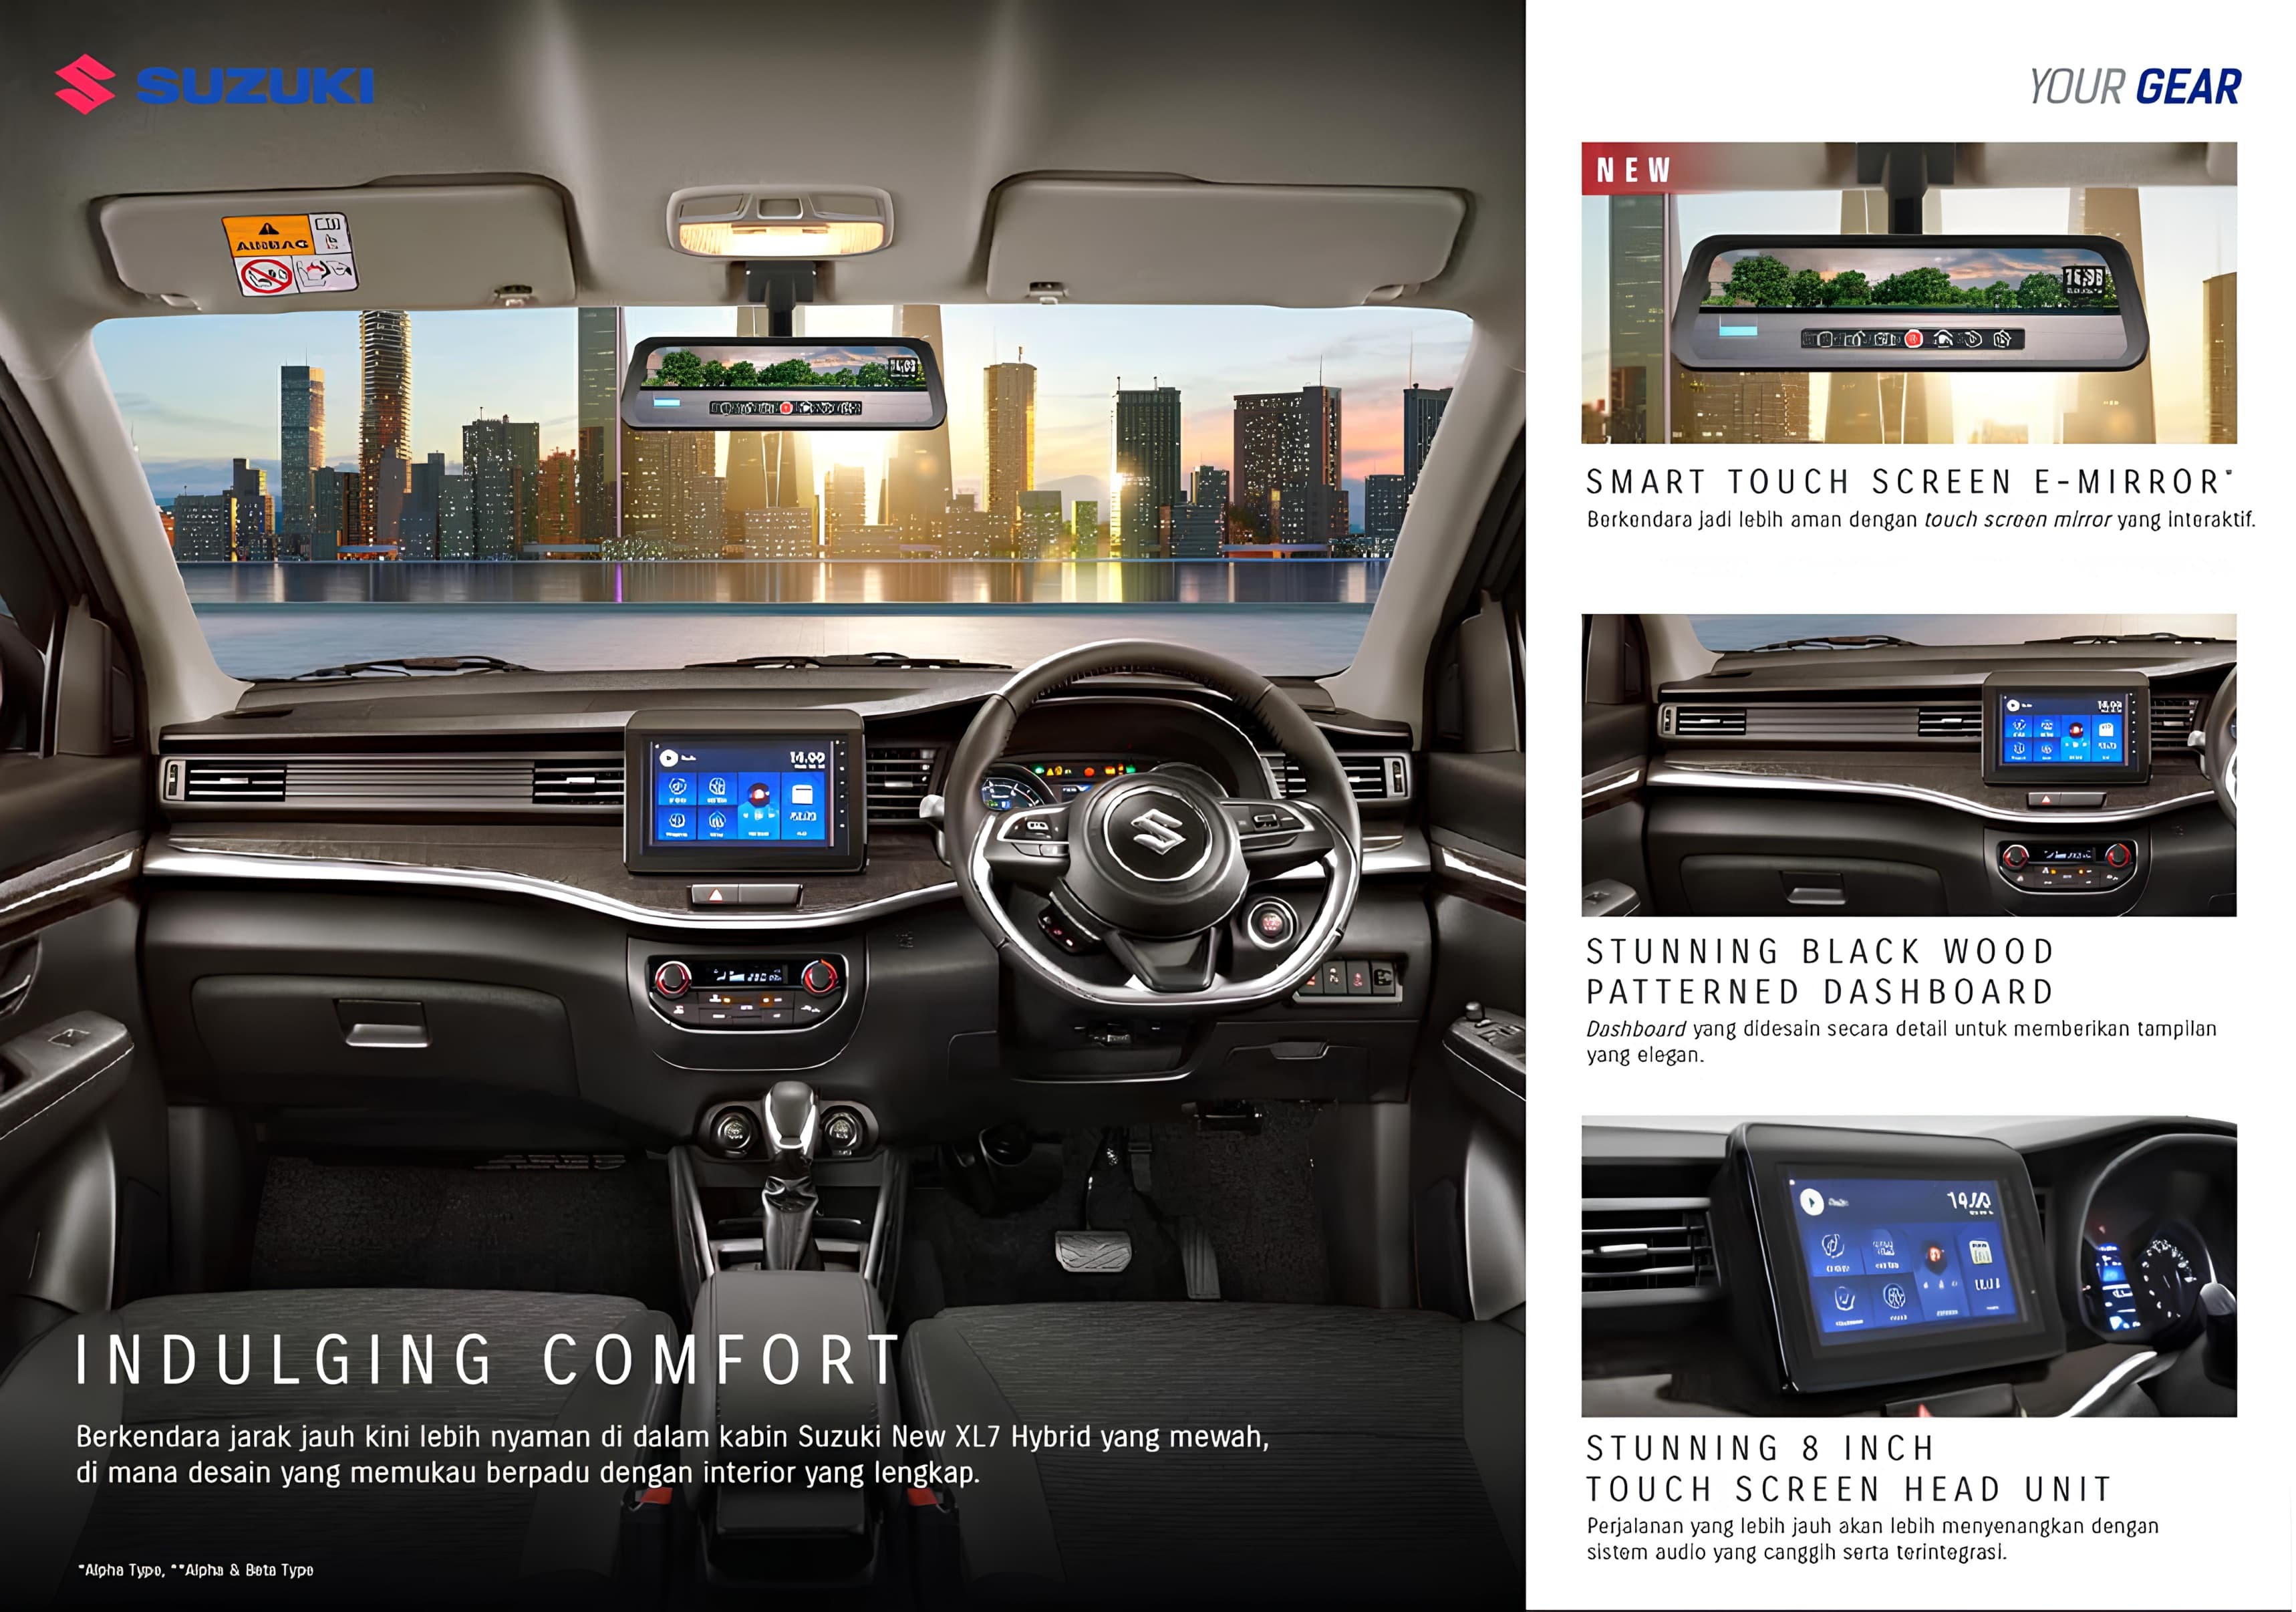 SUZUKI
YOUR GEAR
NEW
SMART TOUCH SCREEN E-MIRROR*
Berkendara jadi lebih aman dengan touch screen mirror yang interaktif.
STUNNING BLACK WOOD
PATTERNED DASHBOARD
Dashboard yang didesain secara detail untuk memberikan tampilan
yang elegan.
STUNNING 8 INCH
TOUCH SCREEN HEAD UNIT
Perjalanan yang lebih jauh akan lebih menyenangkan dengan
sistem audio yang canggih serta terintegrasi.
AIRBAG
INDULGING COMFORT
Berkendara jarak jauh kini lebih nyaman di dalam kabin Suzuki New XL7 Hybrid yang mewah,
di mana desain yang memukau berpadu dengan interior yang lengkap.
*Alpha Type, **Alpha & Beta Type